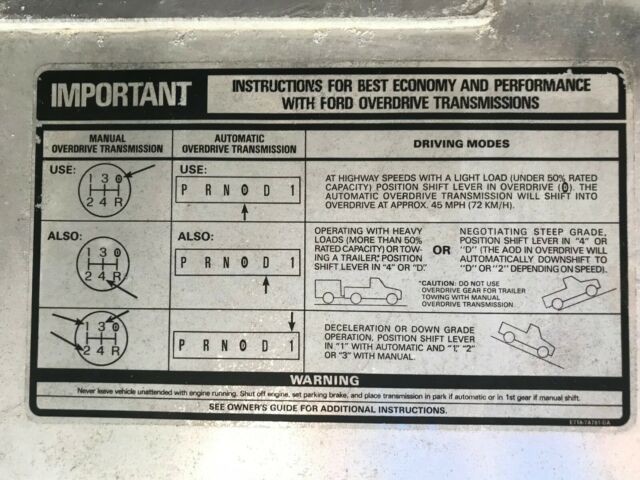 IMPORTANT
INSTRUCTIONS FOR BEST ECONOMY AND PERFORMANCE
WITH FORD OVERDRIVE TRANSMISSIONS
MANUAL
OVERDRIVE TRANSMISSION
AUTOMATIC
OVERDRIVE TRANSMISSION
DRIVING MODES
USE:
1 3 O
2 4 R
USE:
P R N O D 1
AT HIGHWAY SPEEDS WITH A LIGHT LOAD (UNDER 50% RATED
CAPACITY) POSITION SHIFT LEVER IN OVERDRIVE (O). THE
AUTOMATIC OVERDRIVE TRANSMISSION WILL SHIFT INTO
OVERDRIVE AT APPROX. 45 MPH (72 KM/H).
ALSO:
1 3 O
2 4 R
ALSO:
P R N O D 1
OPERATING WITH HEAVY
LOADS (MORE THAN 50%
RATED CAPACITY) OR TOW-
ING A TRAILER,* POSITION
SHIFT LEVER IN "4" OR "D."
OR
NEGOTIATING STEEP GRADE,
POSITION SHIFT LEVER IN "4" OR
"D" (THE AOD IN OVERDRIVE WILL
AUTOMATICALLY DOWNSHIFT TO
"D" OR "2" DEPENDING ON SPEED).
*CAUTION: DO NOT USE
OVERDRIVE GEAR FOR TRAILER
TOWING WITH MANUAL
OVERDRIVE TRANSMISSION.
1 3 O
2 4 R
P R N O D 1
DECELERATION OR DOWN GRADE
OPERATION, POSITION SHIFT LEVER
IN "1" WITH AUTOMATIC AND "1," "2"
OR "3" WITH MANUAL.
WARNING
Never leave vehicle unattended with engine running. Shut off engine, set parking brake, and place transmission in park if automatic or in 1st gear if manual shift.
SEE OWNER'S GUIDE FOR ADDITIONAL INSTRUCTIONS.